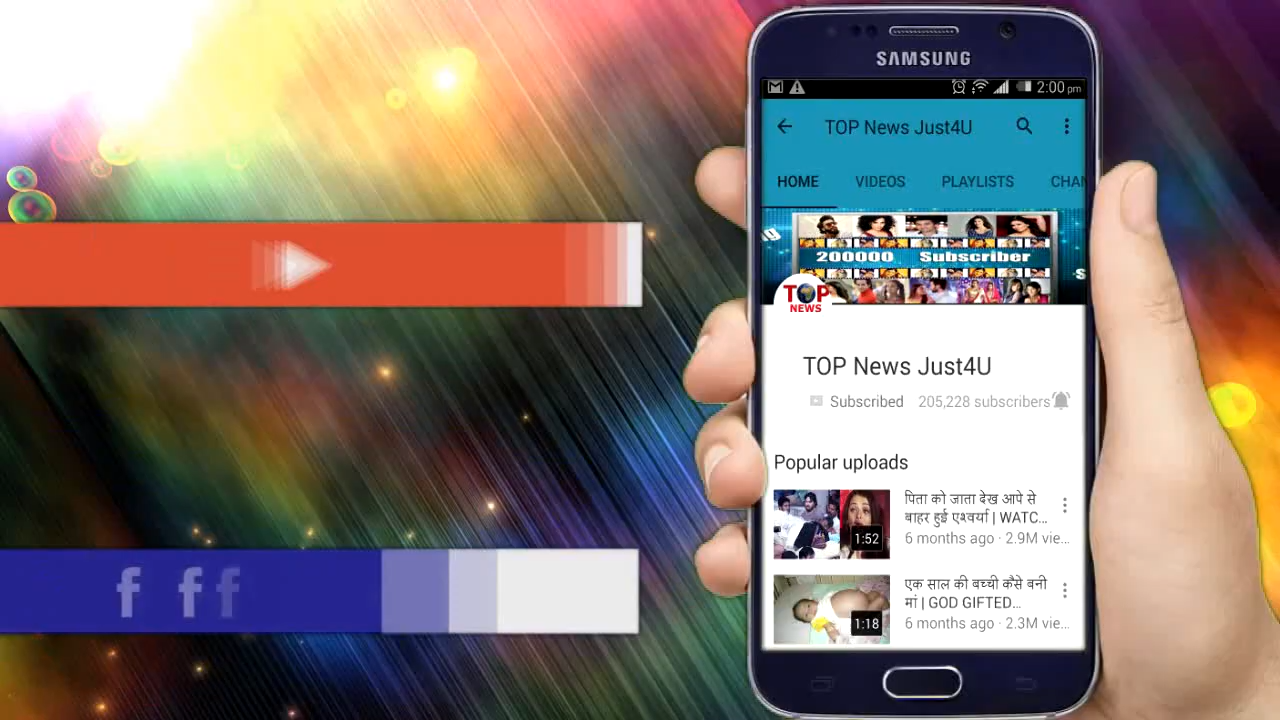 SAMSUNG
2:00 pm
TOP News Just4U
HOME VIDEOS PLAYLISTS CHAN
200000 Subscriber
TOP
NEWS
TOP News Just4U
Subscribed 205,228 subscribers
Popular uploads
पिता को जाता देख आपे से
बाहर हुई एश्वर्या | WATC...
6 months ago · 2.9M vie...
1:52
एक साल की बच्ची कैसे बनी
मां | GOD GIFTED...
6 months ago · 2.3M vie...
1:18
f f f